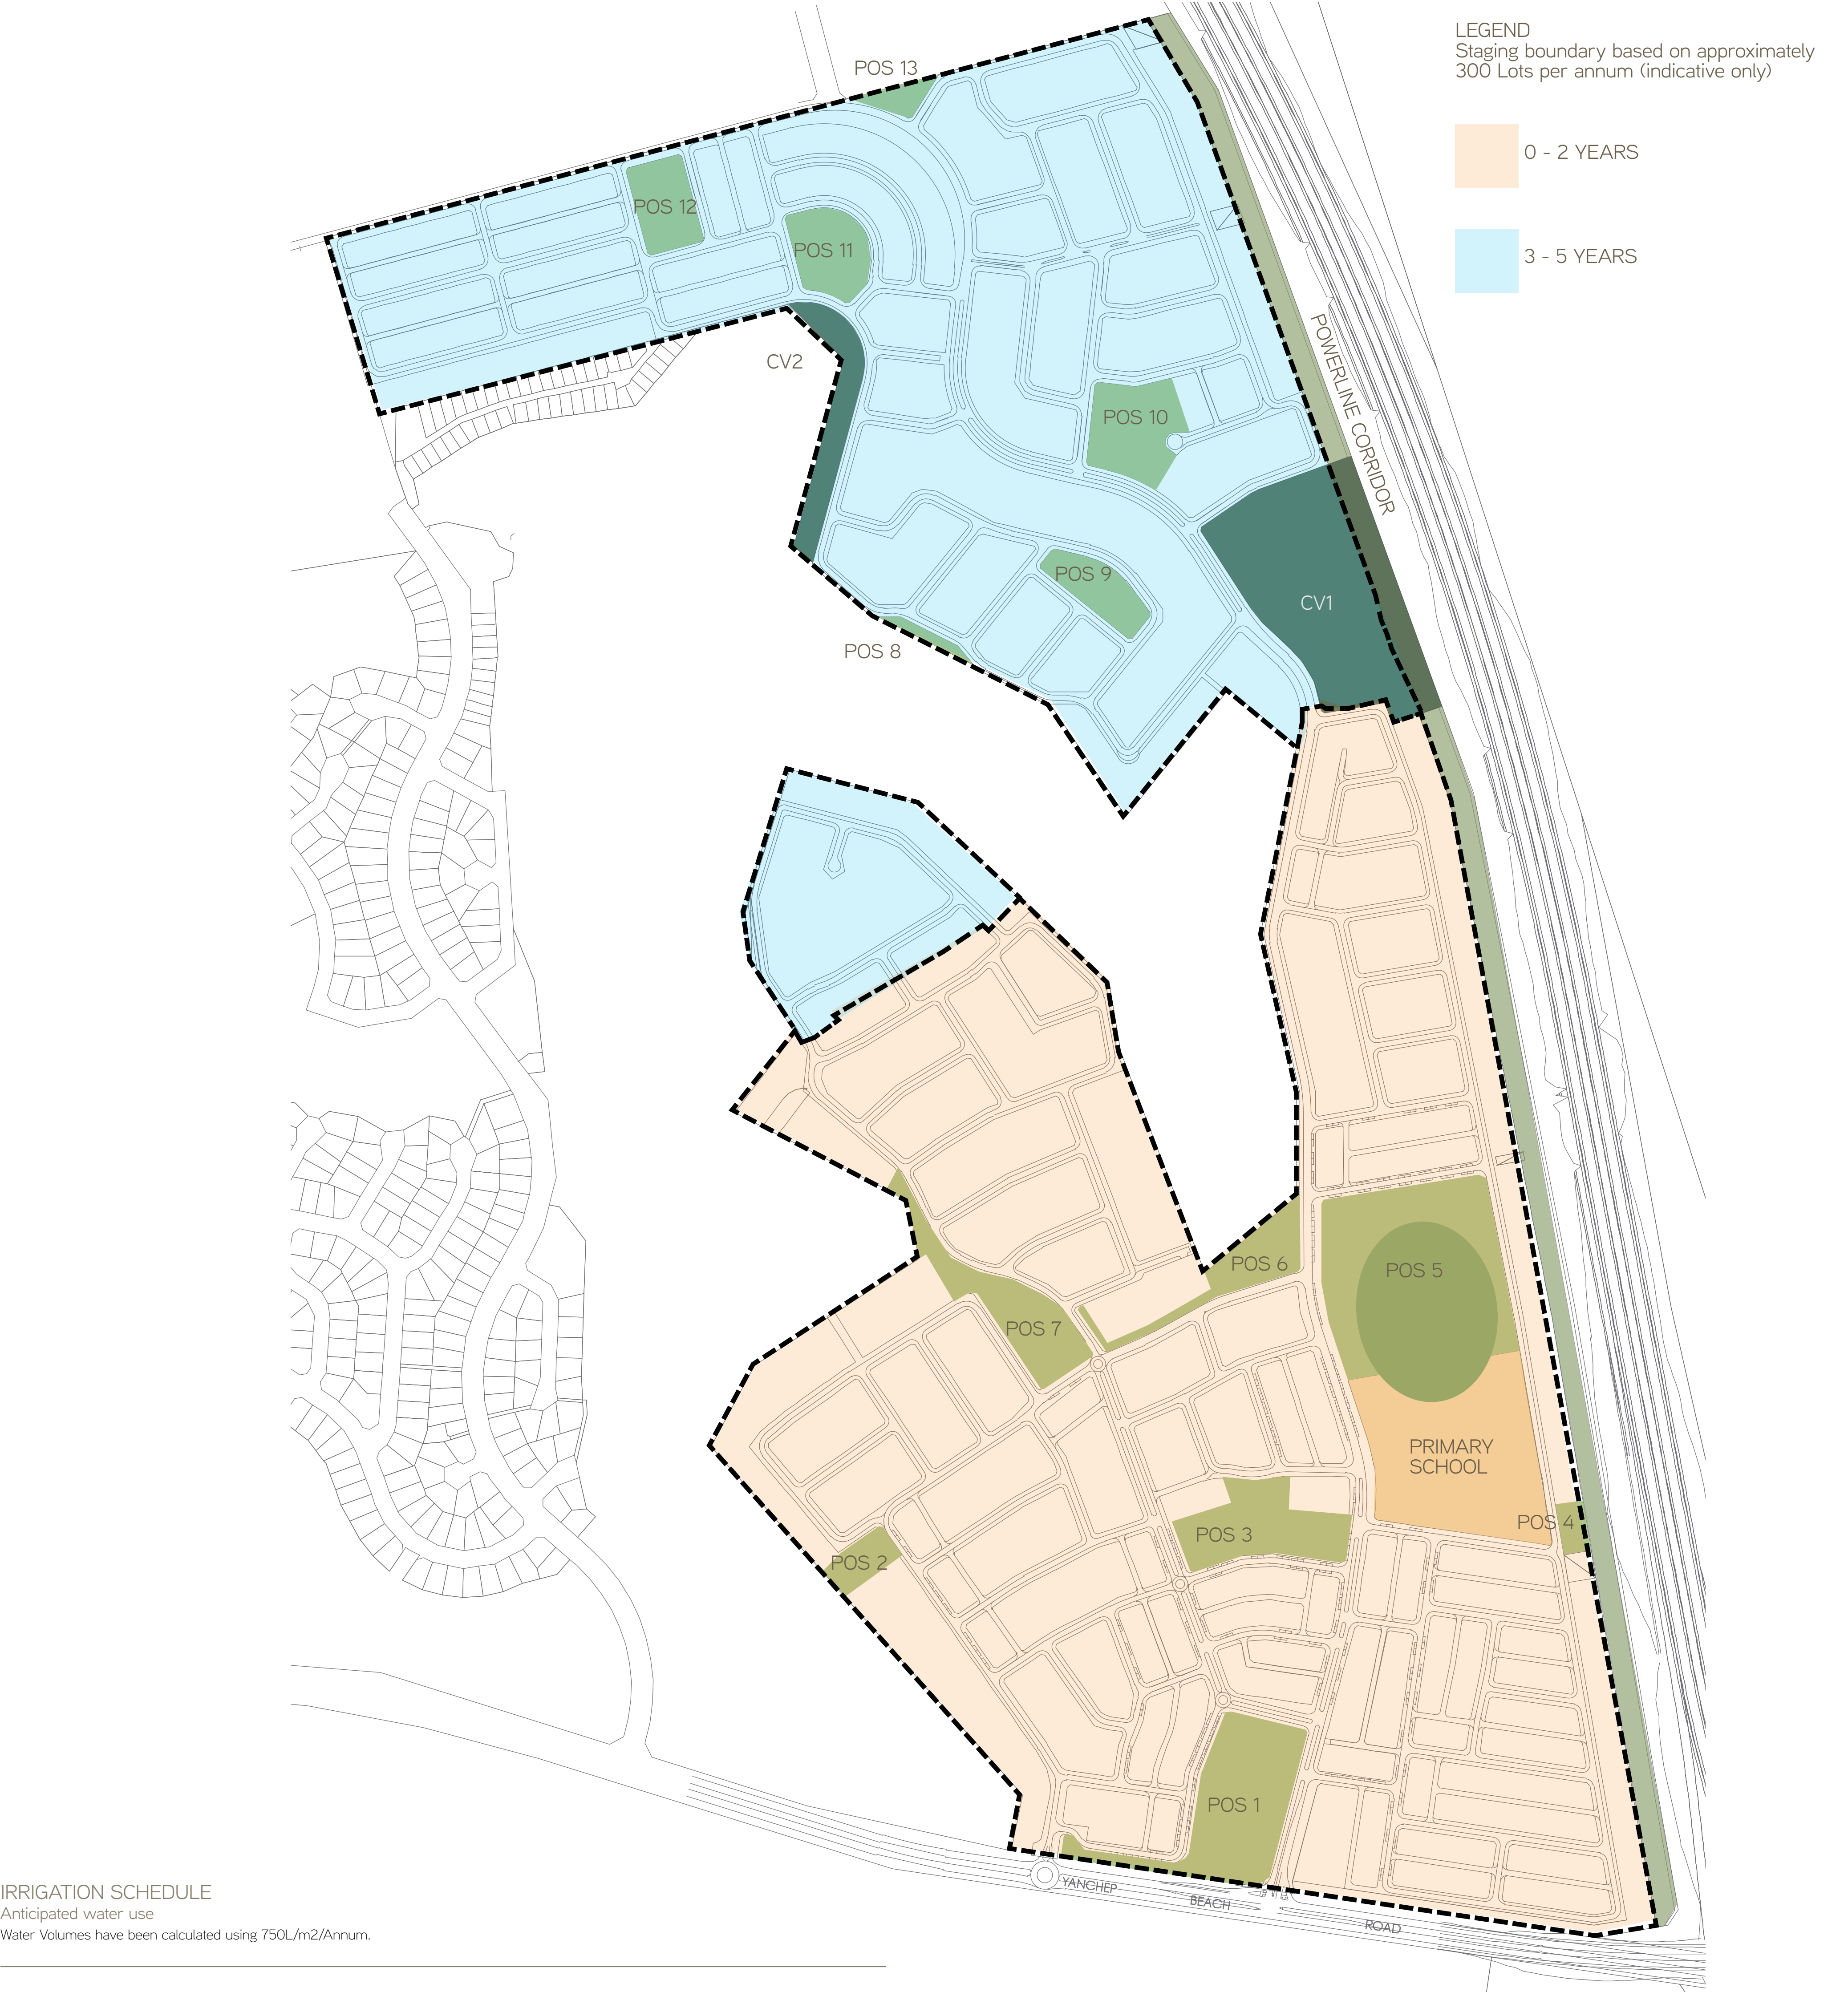 LEGEND
Staging boundary based on approximately
300 Lots per annum (indicative only)
0 - 2 YEARS
3 - 5 YEARS
POS 13
POS 12
POS 11
CV2
POWERLINE CORRIDOR
POS 10
POS 9
CV1
POS 8
POS 6
POS 5
POS 7
PRIMARY
SCHOOL
POS 4
POS 3
POS 2
POS 1
YANCHEP
BEACH
ROAD
IRRIGATION SCHEDULE
Anticipated water use
Water Volumes have been calculated using 750L/m2/Annum.